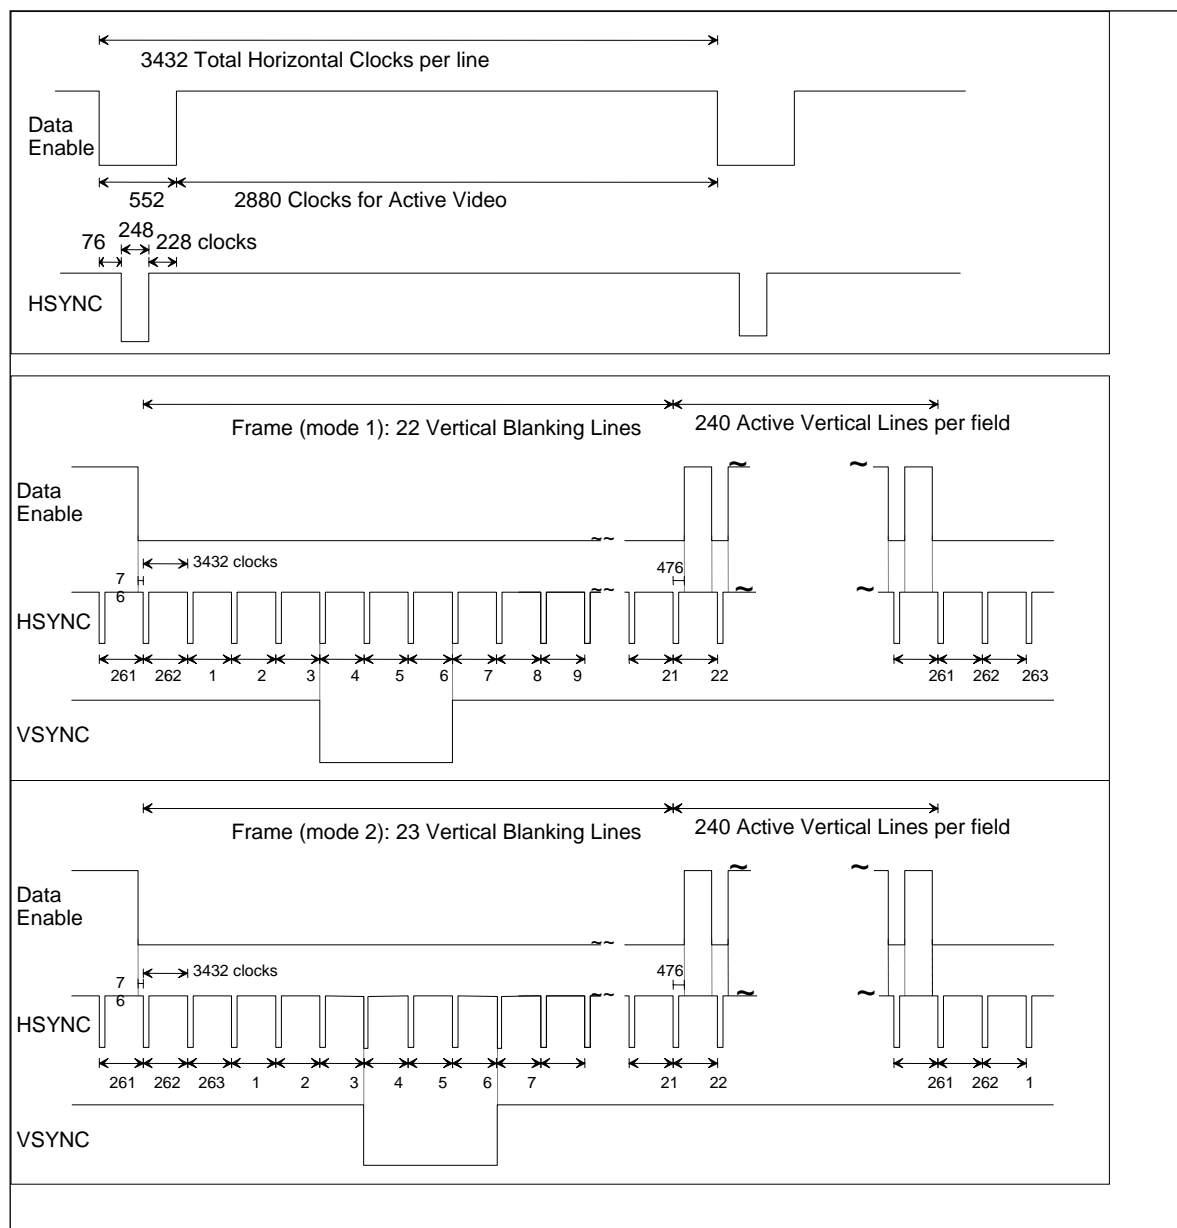 3432 Total Horizontal Clocks per line
Data
Enable
552
2880 Clocks for Active Video
248
76
228 clocks
HSYNC
Frame (mode 1): 22 Vertical Blanking Lines
240 Active Vertical Lines per field
~
~
Data
Enable
~~
3432 clocks
7
6
476
~~
~
~
HSYNC
261 262 1 2 3 4 5 6 7 8 9 21 22 261 262 263
VSYNC
Frame (mode 2): 23 Vertical Blanking Lines
240 Active Vertical Lines per field
~
~
Data
Enable
~~
3432 clocks
7
6
476
~~
~
~
HSYNC
261 262 263 1 2 3 4 5 6 7 21 22 261 262 1
VSYNC